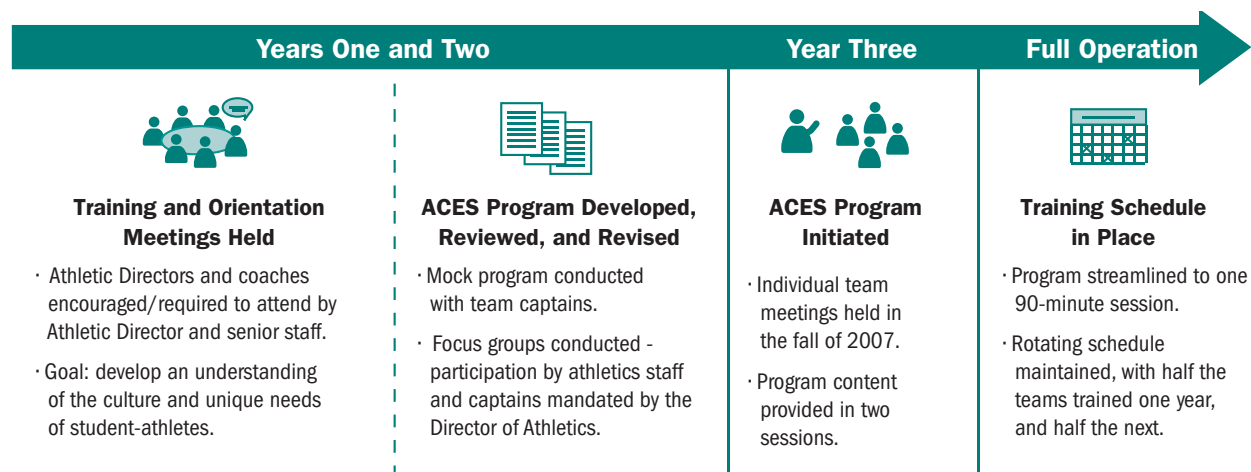 Years One and Two
Year Three
Full Operation
Training and Orientation
Meetings Held
· Athletic Directors and coaches
encouraged/required to attend by
Athletic Director and senior staff.
· Goal: develop an understanding
of the culture and unique needs
of student-athletes.
ACES Program Developed,
Reviewed, and Revised
· Mock program conducted
with team captains.
· Focus groups conducted -
participation by athletics staff
and captains mandated by the
Director of Athletics.
ACES Program
Initiated
· Individual team
meetings held in
the fall of 2007.
· Program content
provided in two
sessions.
Training Schedule
in Place
· Program streamlined to one
90-minute session.
· Rotating schedule
maintained, with half the
teams trained one year,
and half the next.